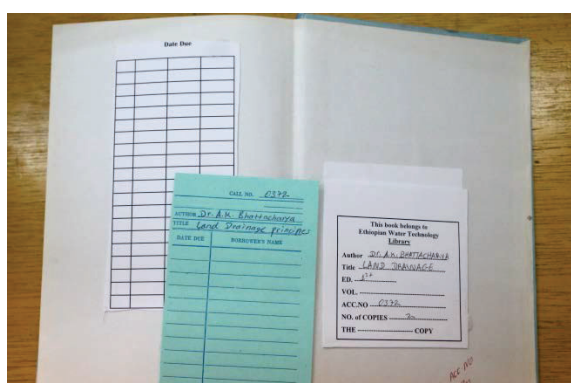 Date Due
CALL NO. 0372
AUTHOR Dr. A.M. Bhattacharya
TITLE Land Drainage principes
DATE DUE BORROWER'S NAME
This book belongs to
Ethiopian Water Technology
Library
Author DR. A.M. BHATTACHARYA
Title LAND DRAINAGE
ED. 1st
VOL.
ACC.NO 0372
NO. of COPIES 2
THE COPY
ACC.NO